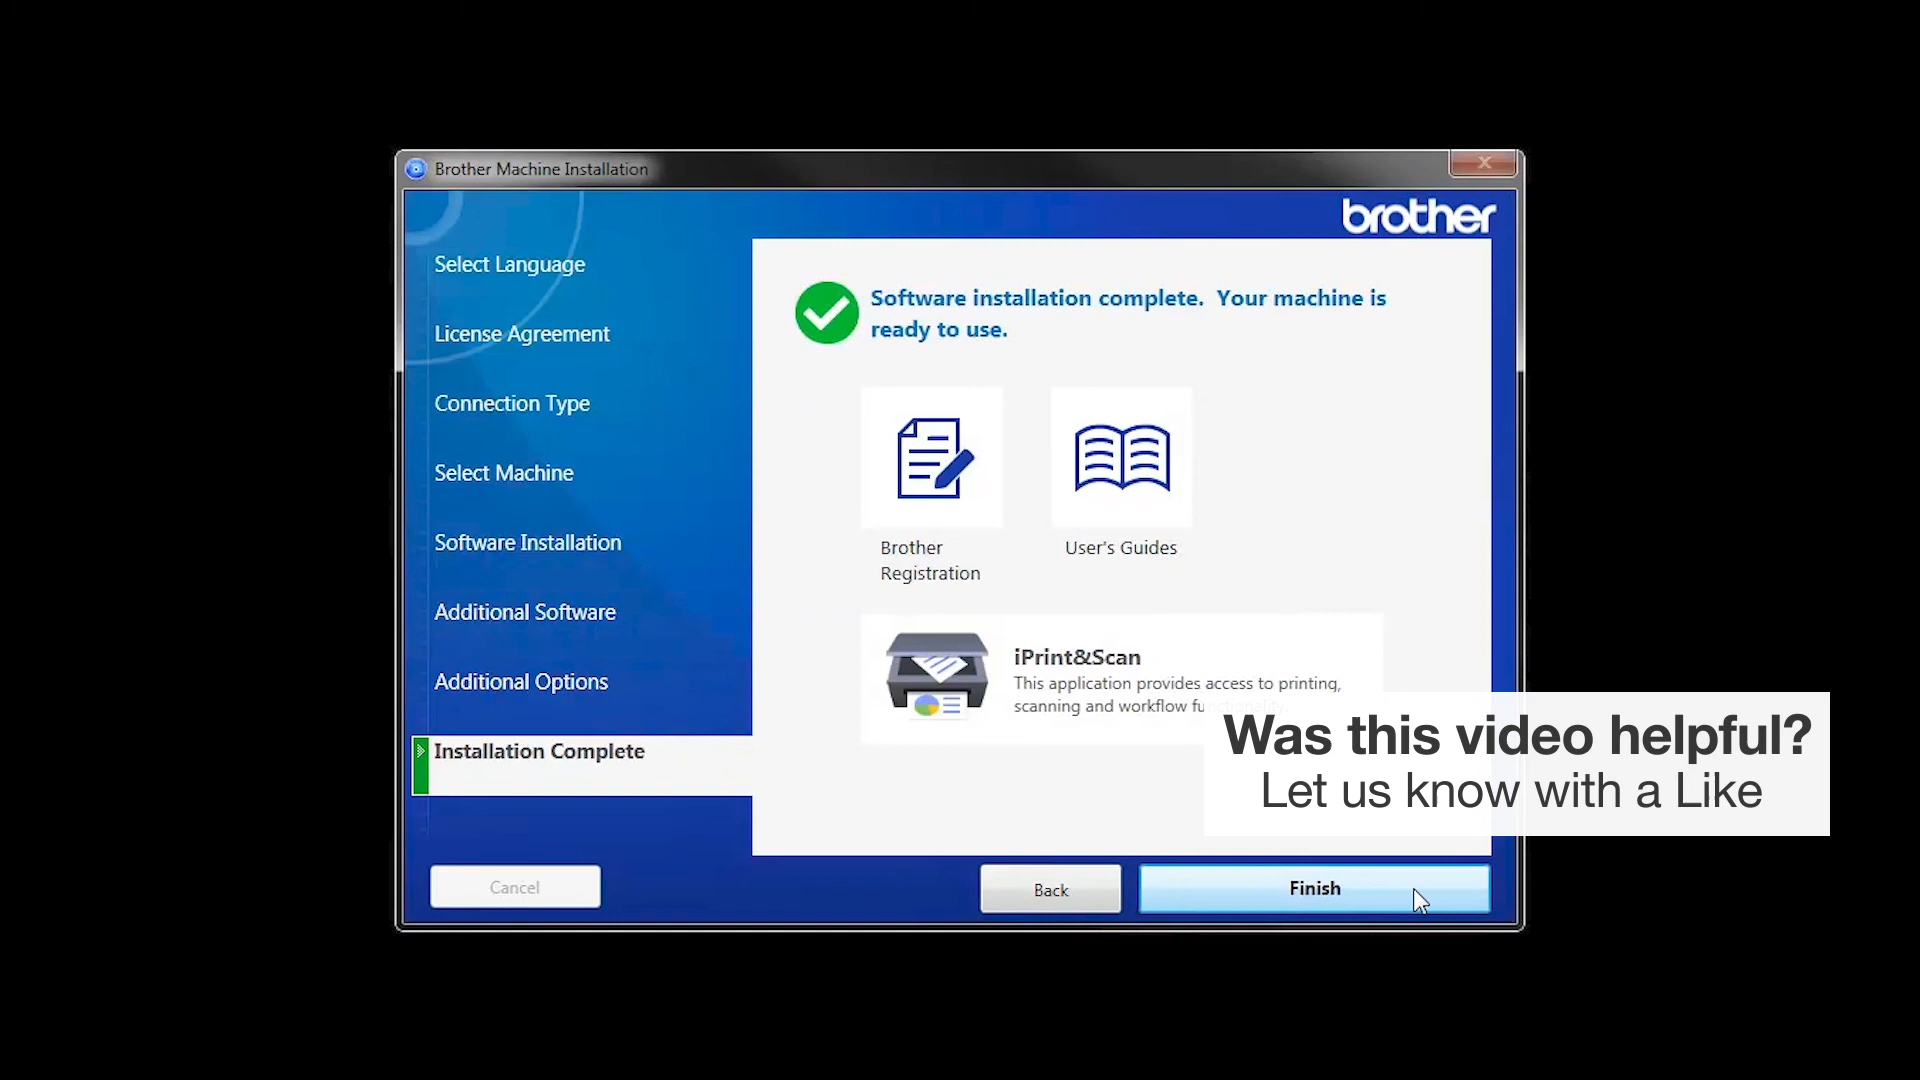 Brother Machine Installation
brother
Select Language
License Agreement
Connection Type
Select Machine
Software Installation
Additional Software
Additional Options
Installation Complete
Software installation complete. Your machine is
ready to use.
Brother
Registration
User's Guides
iPrint&Scan
This application provides access to printing,
scanning and workflow functionality.
Was this video helpful?
Let us know with a Like
Cancel
Back
Finish